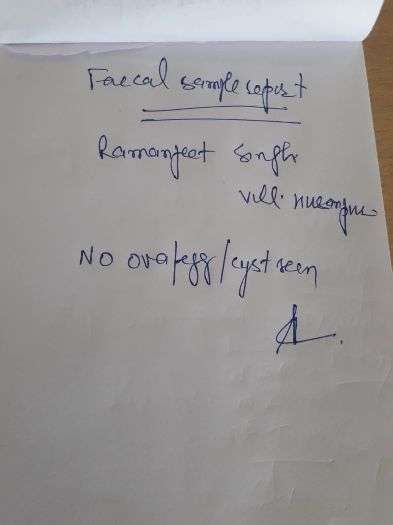 Faecal sample report
Ramanjeet Singh
Vill.
NO ova/egg/cyst seen